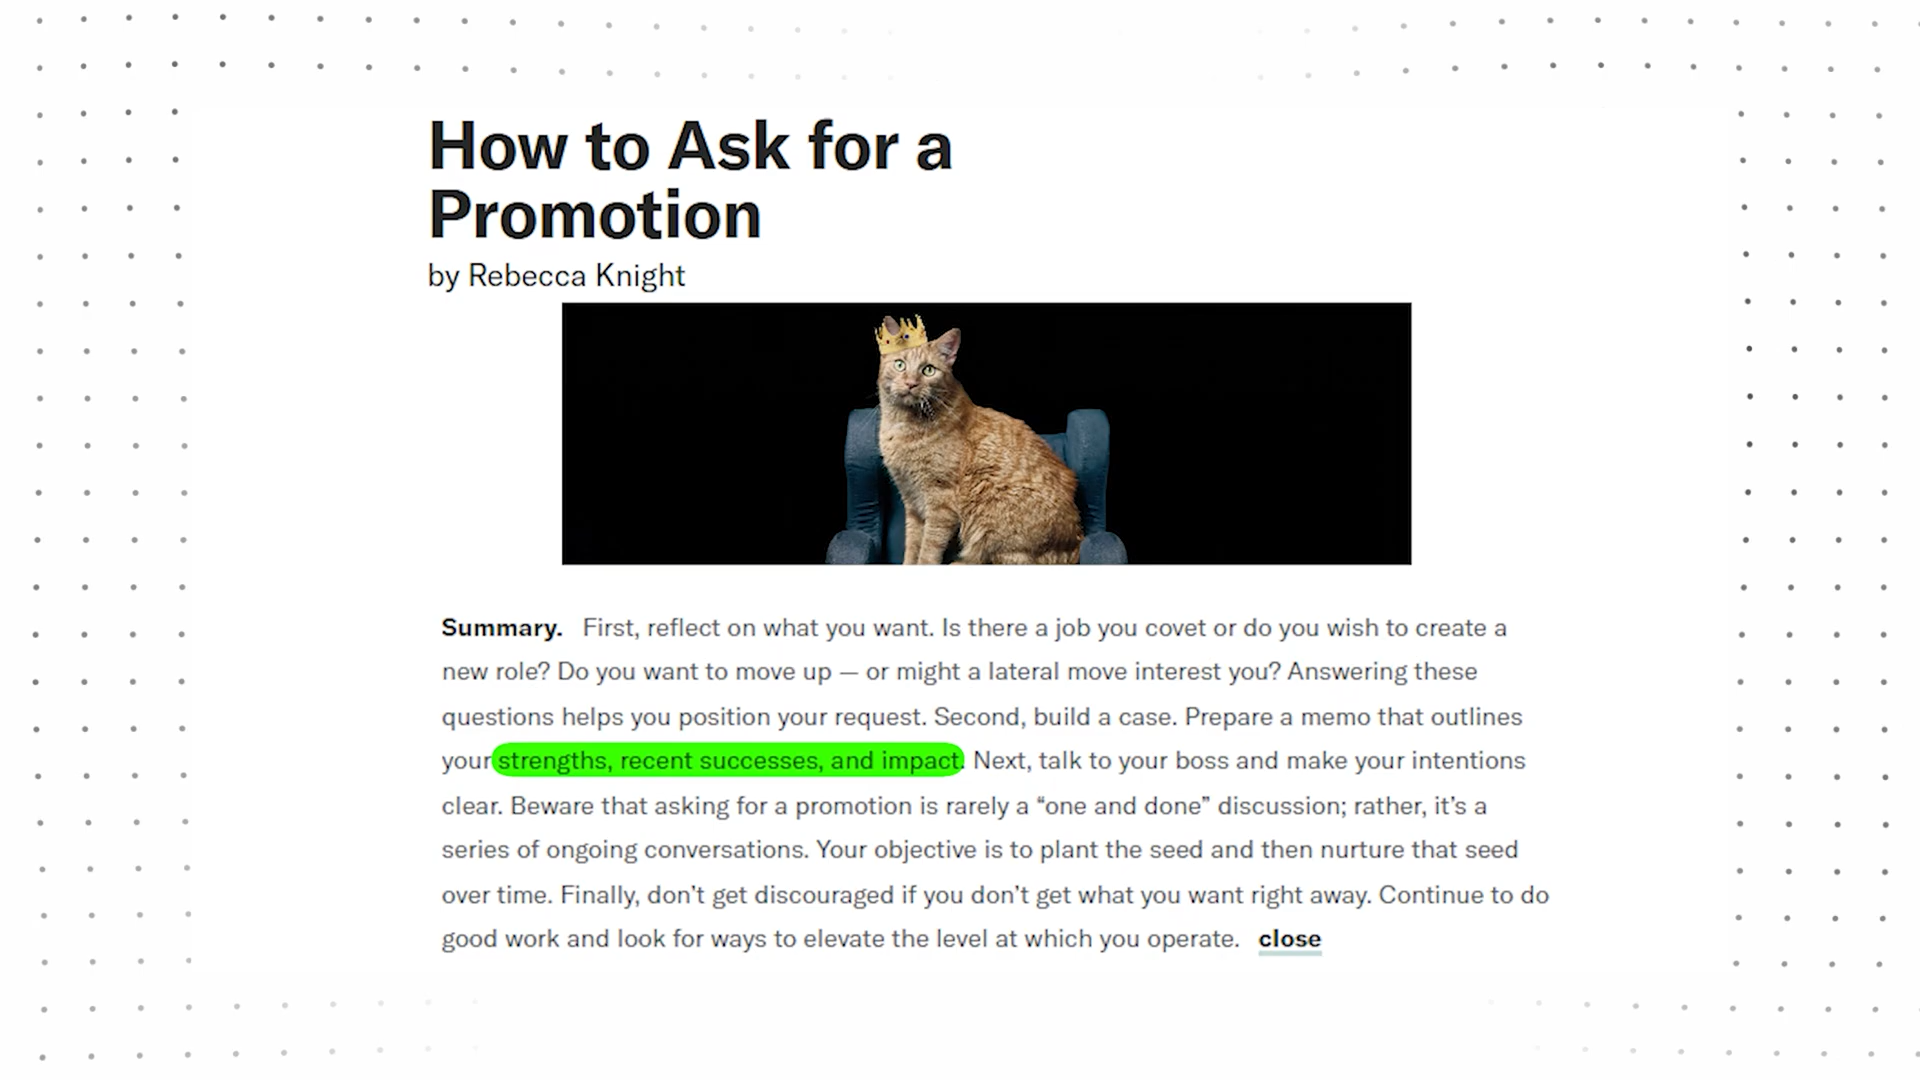 How to Ask for a
Promotion
by Rebecca Knight
Summary. First, reflect on what you want. Is there a job you covet or do you wish to create a
new role? Do you want to move up — or might a lateral move interest you? Answering these
questions helps you position your request. Second, build a case. Prepare a memo that outlines
your strengths, recent successes, and impact. Next, talk to your boss and make your intentions
clear. Beware that asking for a promotion is rarely a “one and done” discussion; rather, it’s a
series of ongoing conversations. Your objective is to plant the seed and then nurture that seed
over time. Finally, don’t get discouraged if you don’t get what you want right away. Continue to do
good work and look for ways to elevate the level at which you operate. close